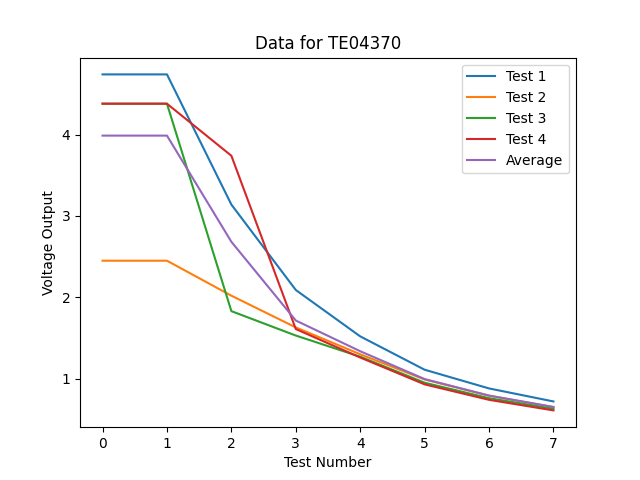 Data for TE04370
Test 1
Test 2
Test 3
Test 4
Average
Voltage Output
4
3
2
1
0 1 2 3 4 5 6 7
Test Number